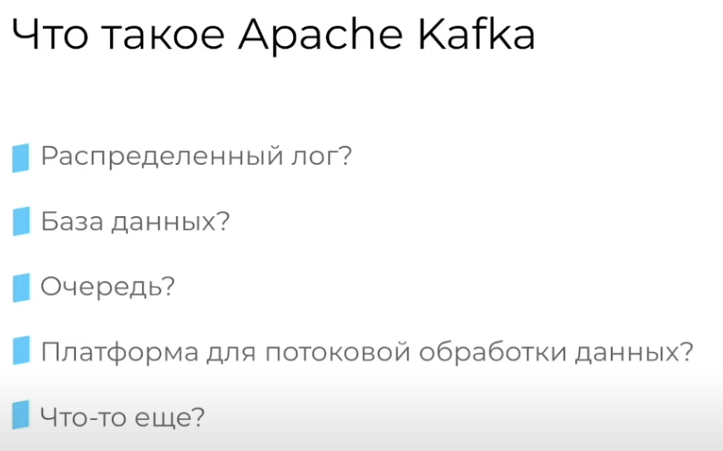 Что такое Apache Kafka
Распределенный лог?
База данных?
Очередь?
Платформа для потоковой обработки данных?
Что-то еще?